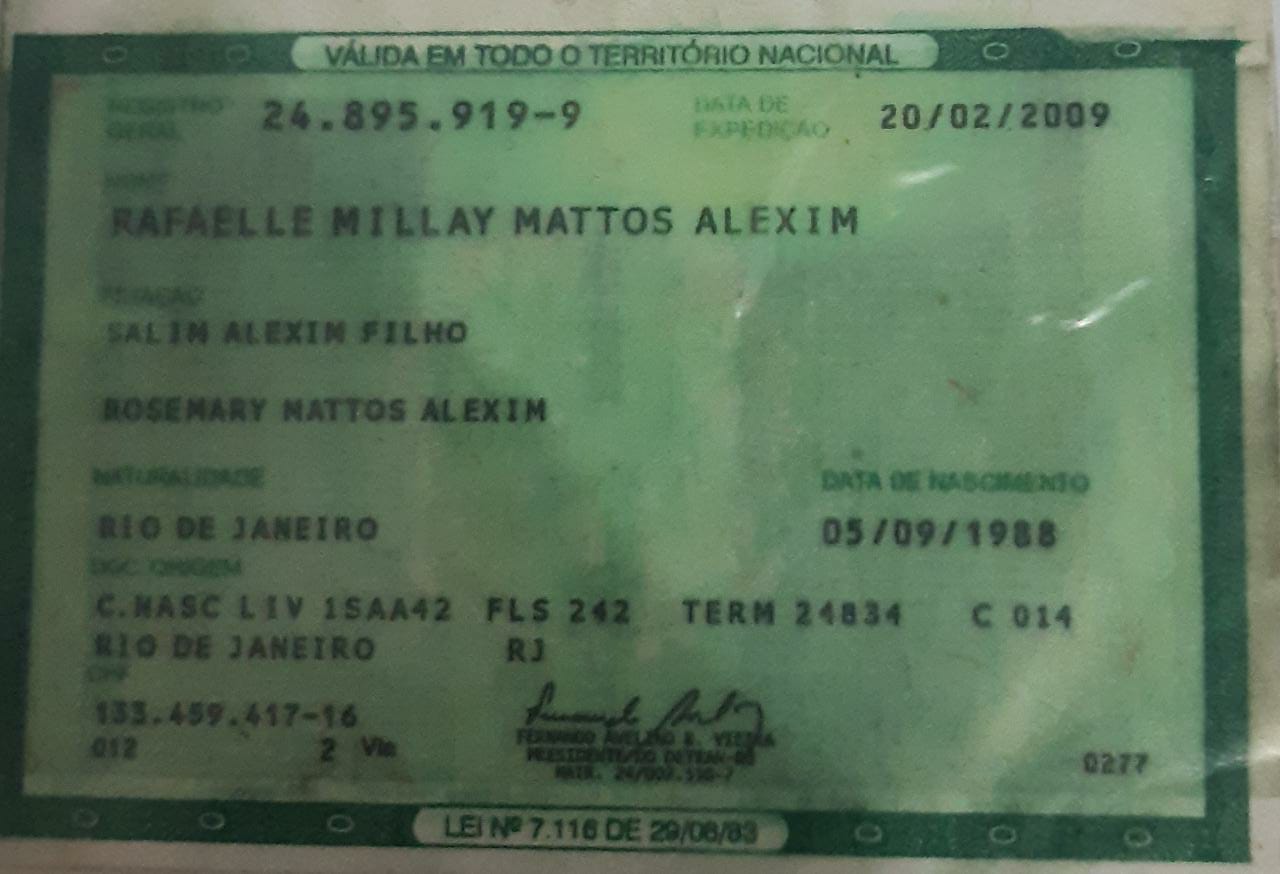 VÁLIDA EM TODO O TERRITÓRIO NACIONAL
REGISTRO GERAL 24.895.919-9 DATA DE EXPEDIÇÃO 20/02/2009
NOME
RAFAELLE MILLAY MATTOS ALEXIM
FILIAÇÃO
SALIM ALEXIM FILHO
ROSEMARY MATTOS ALEXIM
NATURALIDADE DATA DE NASCIMENTO
RIO DE JANEIRO 05/09/1988
DOC ORIGEM
C.NASC LIV 1SAA42 FLS 242 TERM 24834 C 014
RIO DE JANEIRO RJ
CPF
133.459.417-16
012 2 Via 0277
FERNANDO AVELINO B. VIEIRA
PRESIDENTE DO DETRAN-RJ
MATR.
LEI Nº 7.116 DE 29/08/83